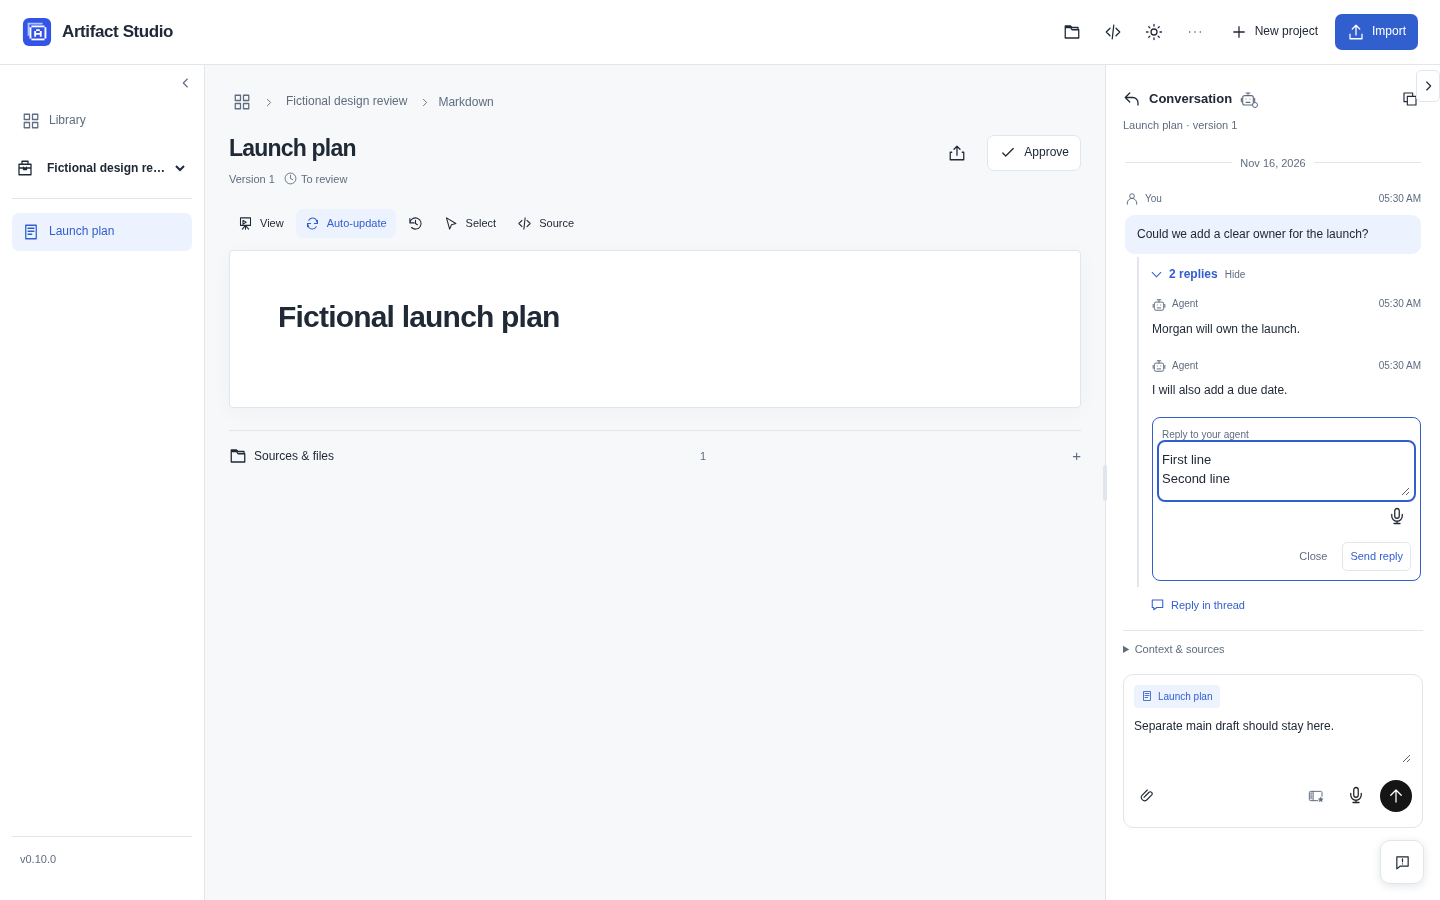 Artifact Studio
New project
Import
Library
Fictional design re...
Launch plan
v0.10.0
Fictional design review
Markdown
Launch plan
Version 1
To review
Approve
View
Auto-update
Select
Source
Fictional launch plan
Sources & files
1
Conversation
Launch plan · version 1
Nov 16, 2026
You
05:30 AM
Could we add a clear owner for the launch?
2 replies
Hide
Agent
05:30 AM
Morgan will own the launch.
Agent
05:30 AM
I will also add a due date.
Reply to your agent
First line
Second line
Close
Send reply
Reply in thread
Context & sources
Launch plan
Separate main draft should stay here.